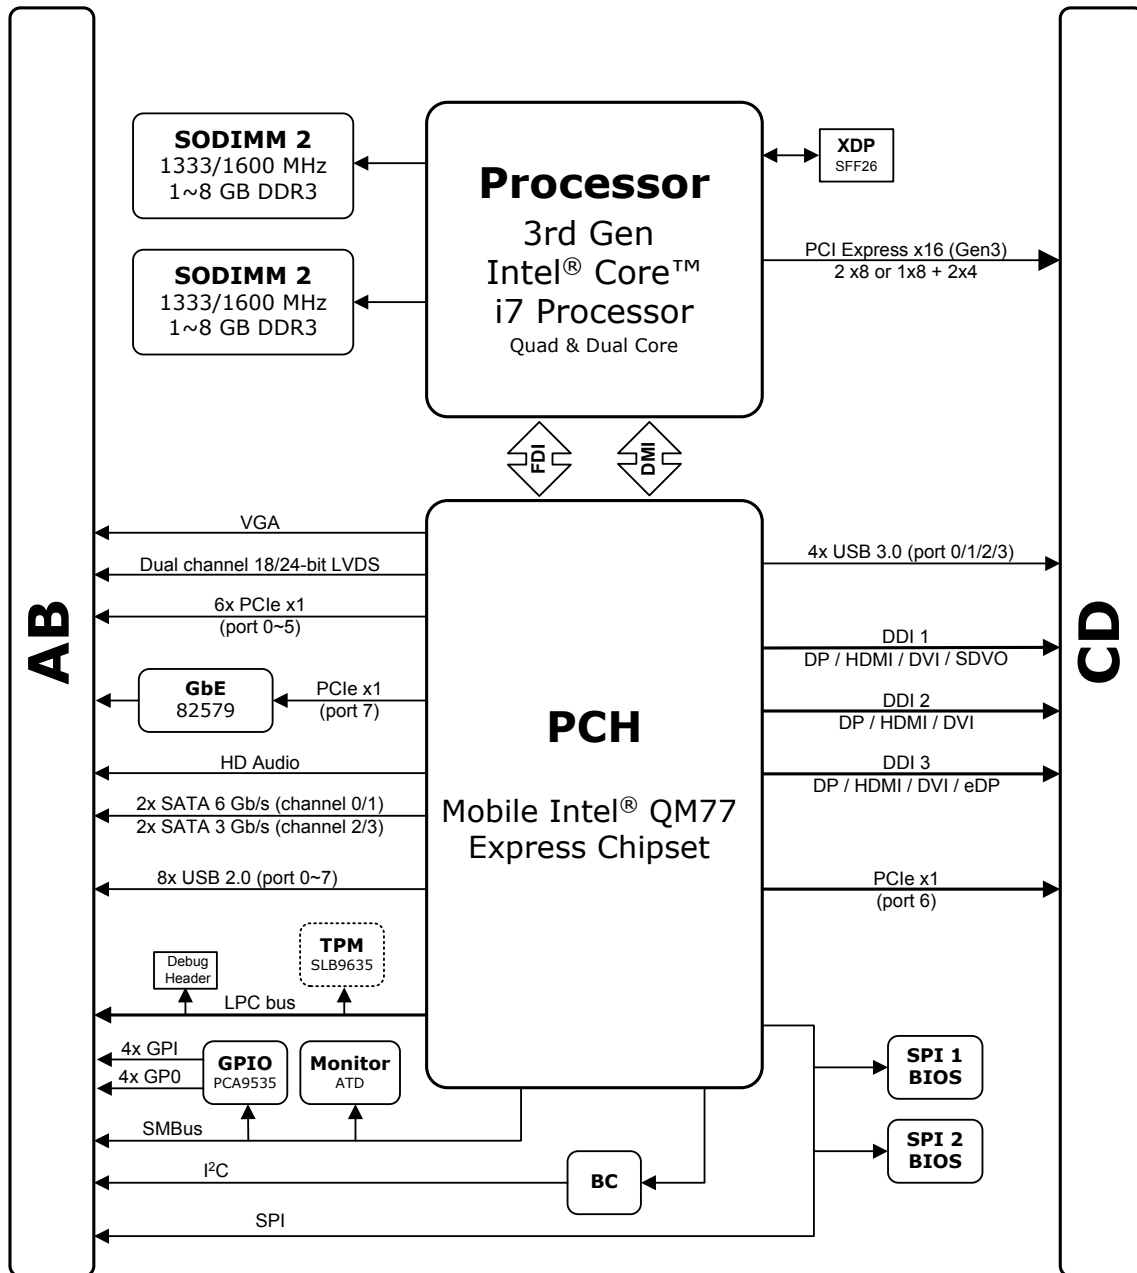 AB
CD
SODIMM 2
1333/1600 MHz
1~8 GB DDR3
SODIMM 2
1333/1600 MHz
1~8 GB DDR3
Processor
3rd Gen
Intel® Core™
i7 Processor
Quad & Dual Core
XDP
SFF26
PCI Express x16 (Gen3)
2 x8 or 1x8 + 2x4
FDI
DMI
VGA
Dual channel 18/24-bit LVDS
6x PCIe x1
(port 0~5)
GbE
82579
PCIe x1
(port 7)
HD Audio
2x SATA 6 Gb/s (channel 0/1)
2x SATA 3 Gb/s (channel 2/3)
8x USB 2.0 (port 0~7)
PCH
Mobile Intel® QM77
Express Chipset
4x USB 3.0 (port 0/1/2/3)
DDI 1
DP / HDMI / DVI / SDVO
DDI 2
DP / HDMI / DVI
DDI 3
DP / HDMI / DVI / eDP
PCIe x1
(port 6)
Debug
Header
TPM
SLB9635
LPC bus
4x GPI
4x GP0
GPIO
PCA9535
Monitor
ATD
SMBus
I²C
BC
SPI
SPI 1
BIOS
SPI 2
BIOS